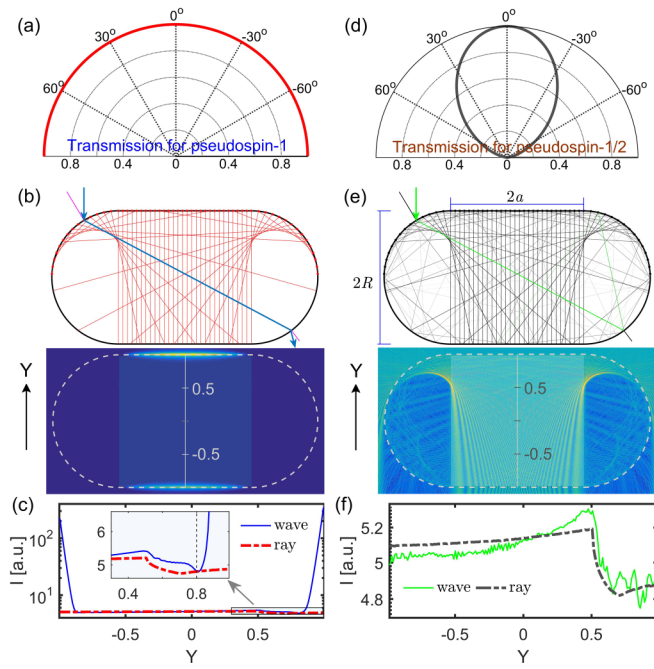 (a)
0°
30°
-30°
60°
-60°
Transmission for pseudospin-1
0.8 0.4 0 0.4 0.8
(d)
0°
30°
-30°
60°
-60°
Transmission for pseudospin-1/2
0.8 0.4 0 0.4 0.8
(b)
(e)
2a
2R
Y
0.5
-0.5
Y
0.5
-0.5
(c)
I [a.u.]
10²
10¹
6
5
0.4 0.8
wave
ray
-0.5 0 0.5
Y
(f)
I [a.u.]
5.2
5
4.8
wave
ray
-0.5 0 0.5 1
Y